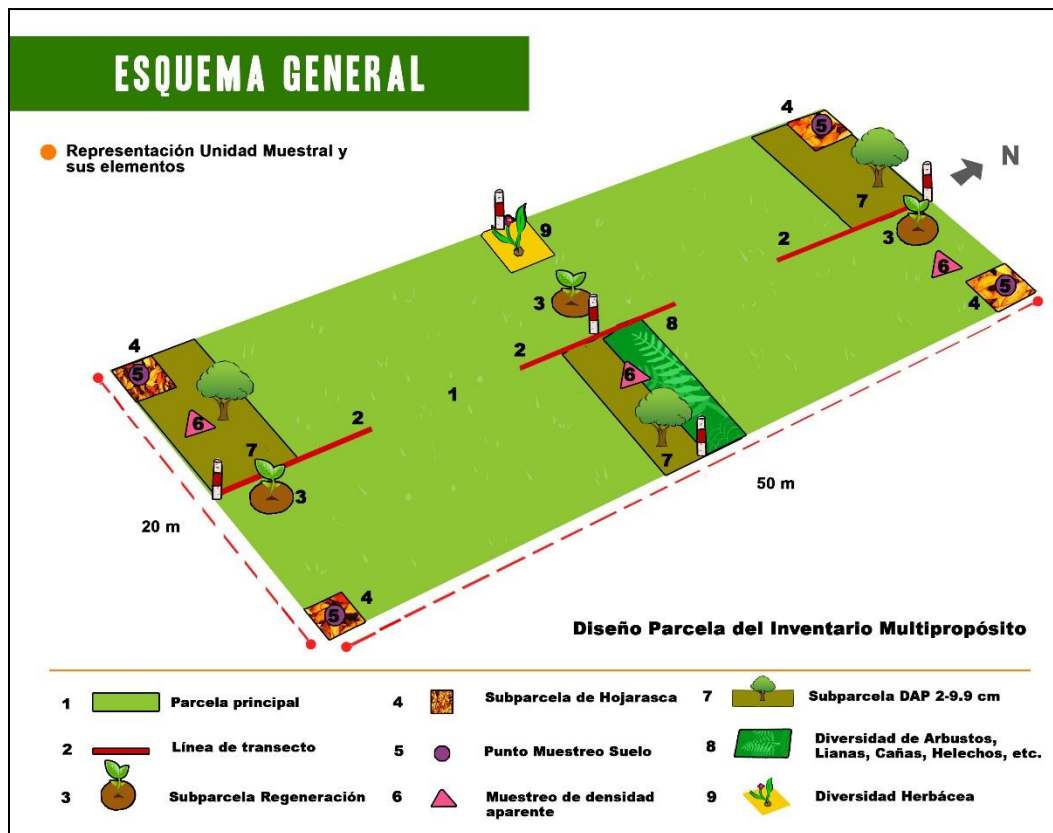 ESQUEMA GENERAL
Representación Unidad Muestral y
sus elementos
4
5
N
7
9
3
2
6
4
5
3
8
2
4
5
6
1
6
2
7
7
50 m
3
20 m
4
5
Diseño Parcela del Inventario Multipropósito
1 Parcela principal
4 Subparcela de Hojarasca
7 Subparcela DAP 2-9.9 cm
2 Línea de transecto
5 Punto Muestreo Suelo
8 Diversidad de Arbustos,
Lianas, Cañas, Helechos, etc.
3 Subparcela Regeneración
6 Muestreo de densidad
aparente
9 Diversidad Herbácea